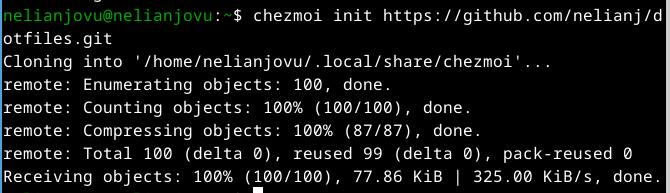 nelianjovu@nelianjovu:~$ chezmoi init https://github.com/nelianj/d
otfiles.git
Cloning into '/home/nelianjovu/.local/share/chezmoi'...
remote: Enumerating objects: 100, done.
remote: Counting objects: 100% (100/100), done.
remote: Compressing objects: 100% (87/87), done.
remote: Total 100 (delta 0), reused 99 (delta 0), pack-reused 0
Receiving objects: 100% (100/100), 77.86 KiB | 325.00 KiB/s, done.